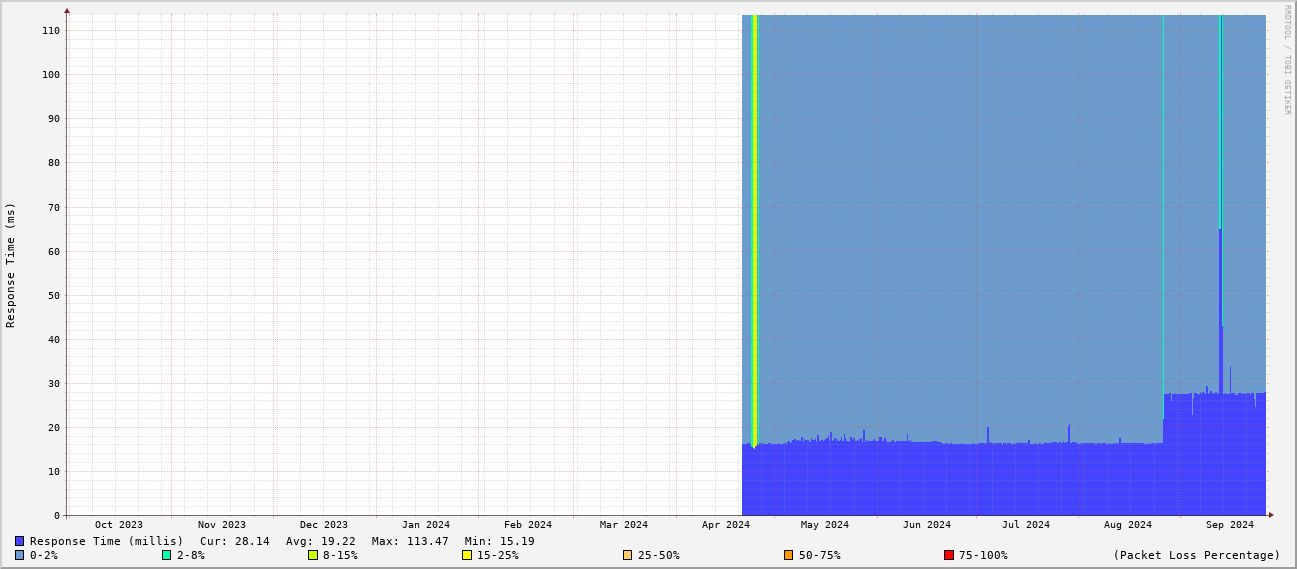 RRDTOOL / TOBI OETIKER
Response Time (ms)
110
100
90
80
70
60
50
40
30
20
10
0
Oct 2023 Nov 2023 Dec 2023 Jan 2024 Feb 2024 Mar 2024 Apr 2024 May 2024 Jun 2024 Jul 2024 Aug 2024 Sep 2024
Response Time (millis) Cur: 28.14 Avg: 19.22 Max: 113.47 Min: 15.19
0-2% 2-8% 8-15% 15-25% 25-50% 50-75% 75-100% (Packet Loss Percentage)